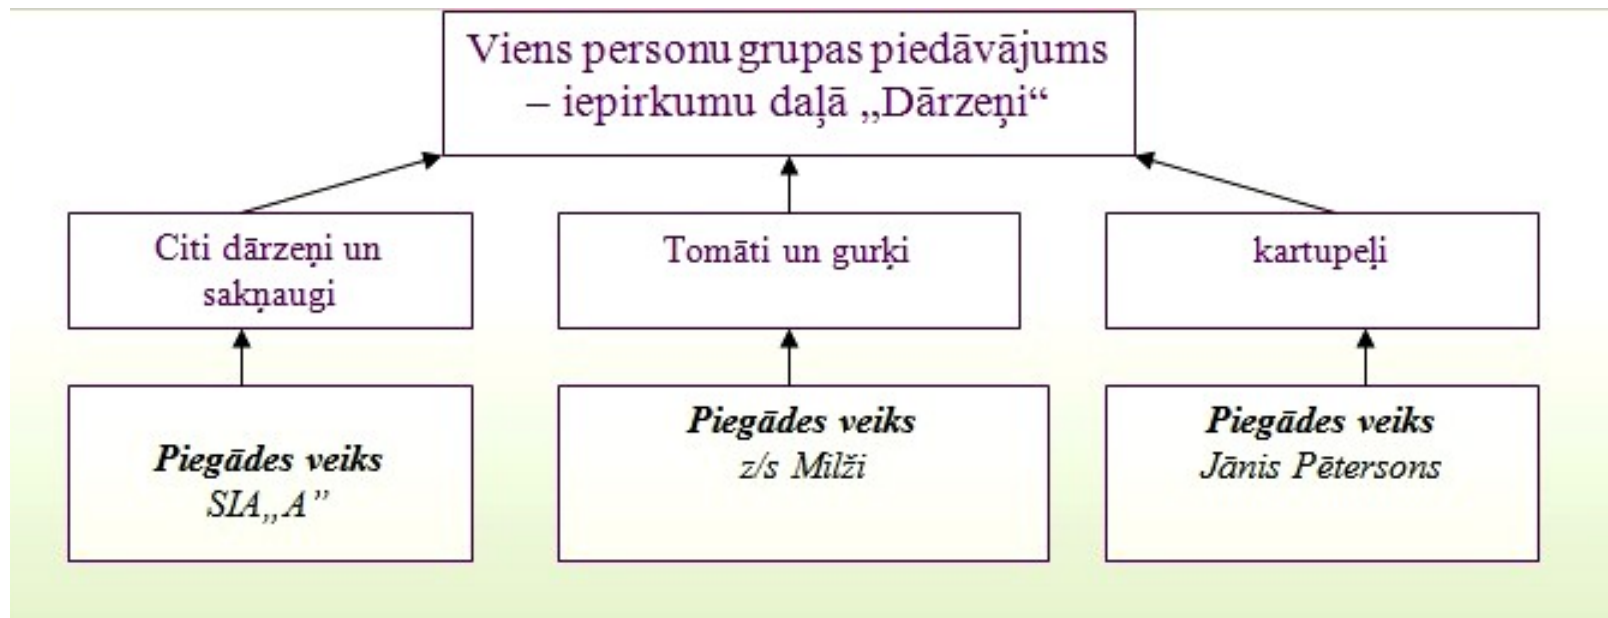 Viens personu grupas piedāvājums
– iepirkumu daļā „Dārzeņi“
Citi dārzeņi un
sakņaugi
Tomāti un gurķi
kartupeļi
Piegādes veiks
SIA„A”
Piegādes veiks
z/s Milži
Piegādes veiks
Jānis Pētersons